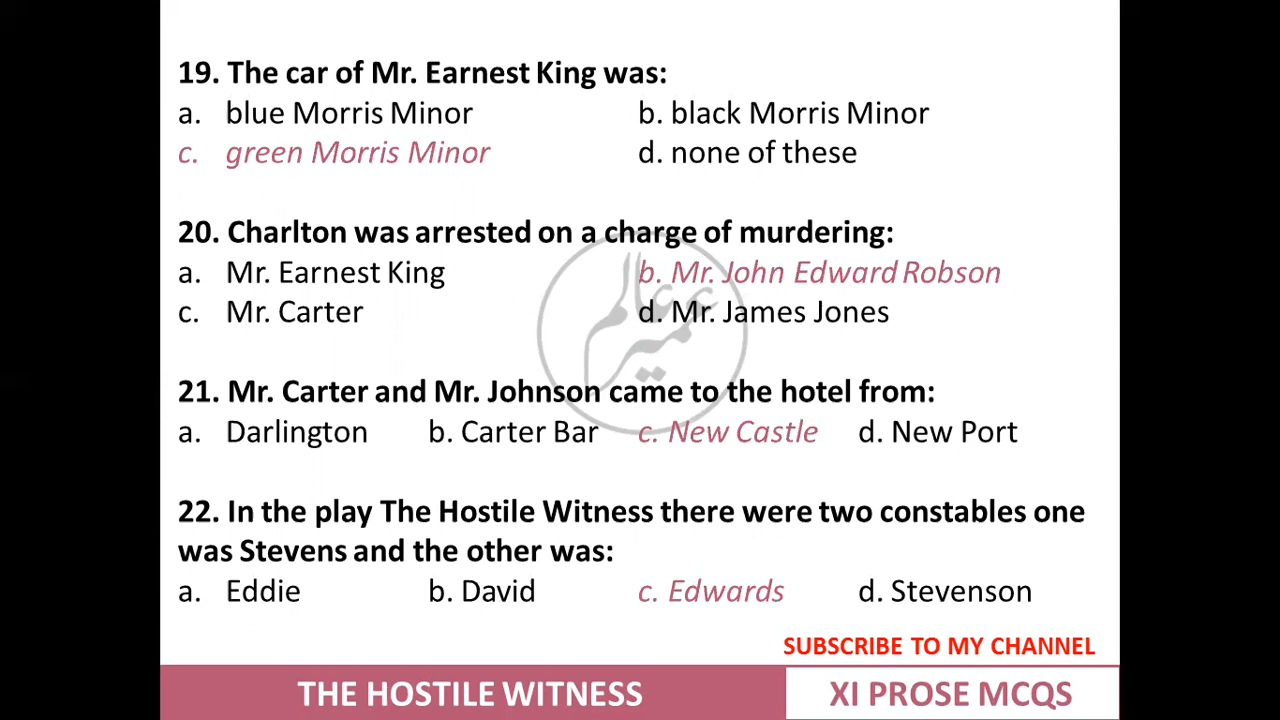 19. The car of Mr. Earnest King was:
a. blue Morris Minor b. black Morris Minor
c. green Morris Minor d. none of these
20. Charlton was arrested on a charge of murdering:
a. Mr. Earnest King b. Mr. John Edward Robson
c. Mr. Carter d. Mr. James Jones
عمیر عالم
21. Mr. Carter and Mr. Johnson came to the hotel from:
a. Darlington b. Carter Bar c. New Castle d. New Port
22. In the play The Hostile Witness there were two constables one
was Stevens and the other was:
a. Eddie b. David c. Edwards d. Stevenson
SUBSCRIBE TO MY CHANNEL
THE HOSTILE WITNESS XI PROSE MCQS